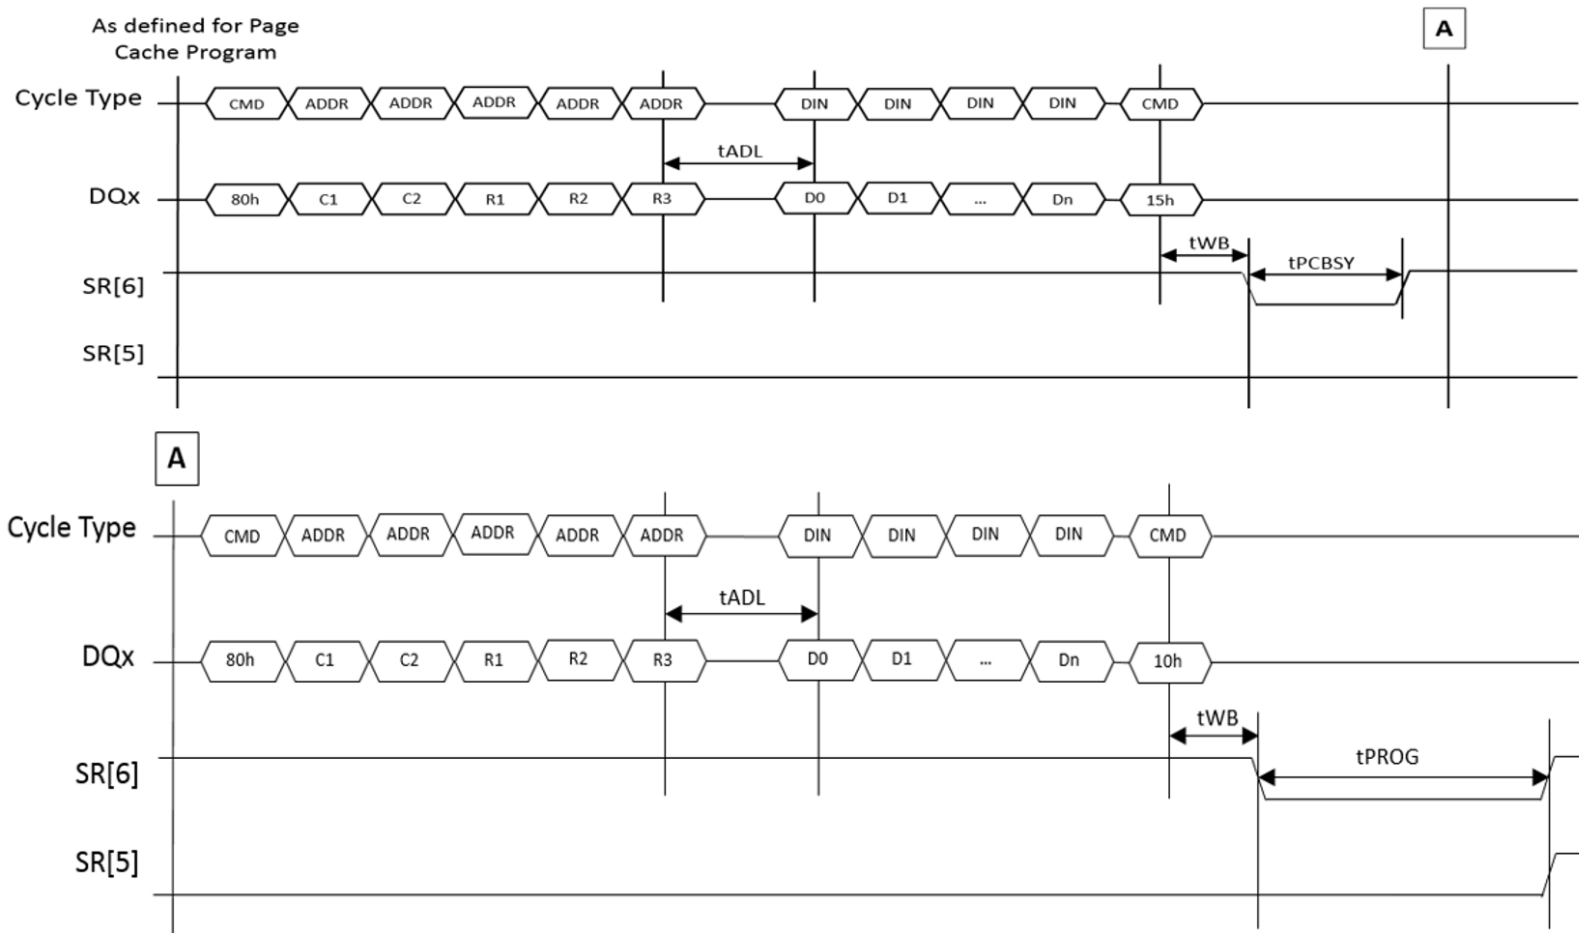 As defined for Page
Cache Program
A
Cycle Type CMD ADDR ADDR ADDR ADDR ADDR DIN DIN DIN DIN CMD
tADL
DQx 80h C1 C2 R1 R2 R3 D0 D1 ... Dn 15h
tWB
tPCBSY
SR[6]
SR[5]
A
Cycle Type CMD ADDR ADDR ADDR ADDR ADDR DIN DIN DIN DIN CMD
tADL
DQx 80h C1 C2 R1 R2 R3 D0 D1 ... Dn 10h
tWB
tPROG
SR[6]
SR[5]